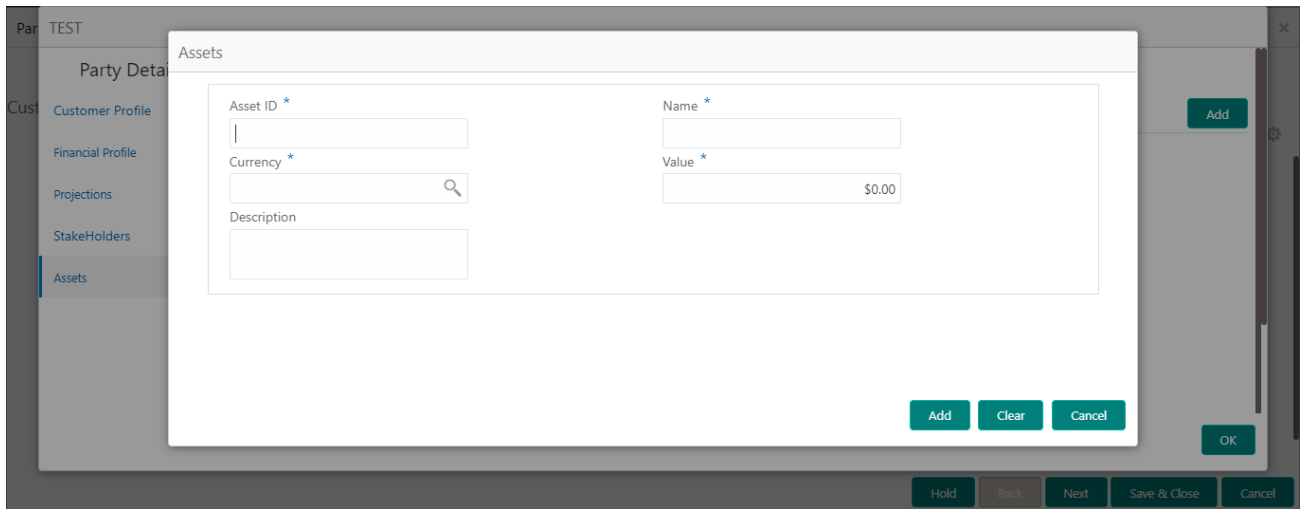 Par TEST ×
Assets
Party Detai
Cust Customer Profile
Asset ID * Name *
Add
Financial Profile
Currency * Value *
Projections
$0.00
Description
StakeHolders
Assets
Add Clear Cancel
OK
Hold Back Next Save & Close Cancel